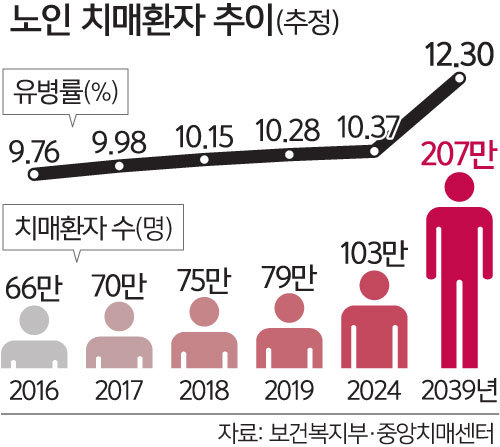 노인 치매환자 추이(추정)
유병률(%)
9.76 9.98 10.15 10.28 10.37 12.30
치매환자 수(명)
66만 70만 75만 79만 103만 207만
2016 2017 2018 2019 2024 2039년
자료: 보건복지부·중앙치매센터